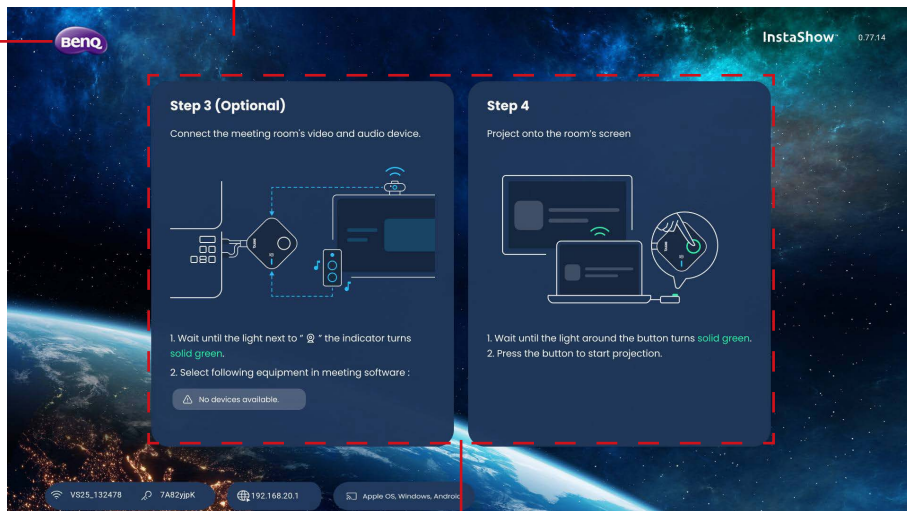 BenQ
InstaShow™ 0.77.14
Step 3 (Optional)
Connect the meeting room's video and audio device.
1. Wait until the light next to " " the indicator turns
solid green.
2. Select following equipment in meeting software :
No devices available.
Step 4
Project onto the room's screen
1. Wait until the light around the button turns solid green.
2. Press the button to start projection.
VS25_132478 7A82yjpK
192.168.20.1
Apple OS, Windows, Android